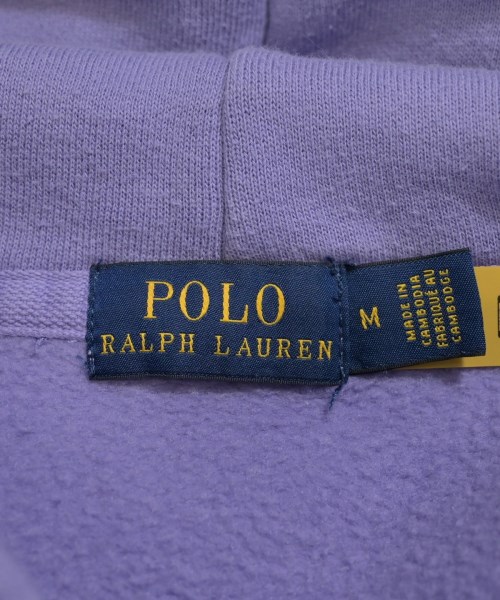 POLO
RALPH LAUREN
M
MADE IN
CAMBODIA
FABRIQUÉ AU
CAMBODGE